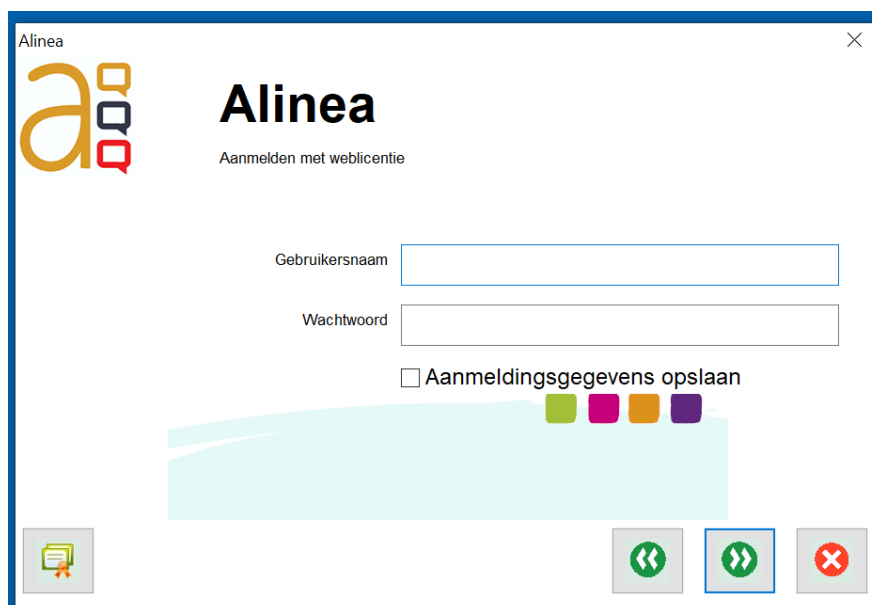 Alinea
Alinea
Aanmelden met weblicentie
Gebruikersnaam
Wachtwoord
Aanmeldingsgegevens opslaan